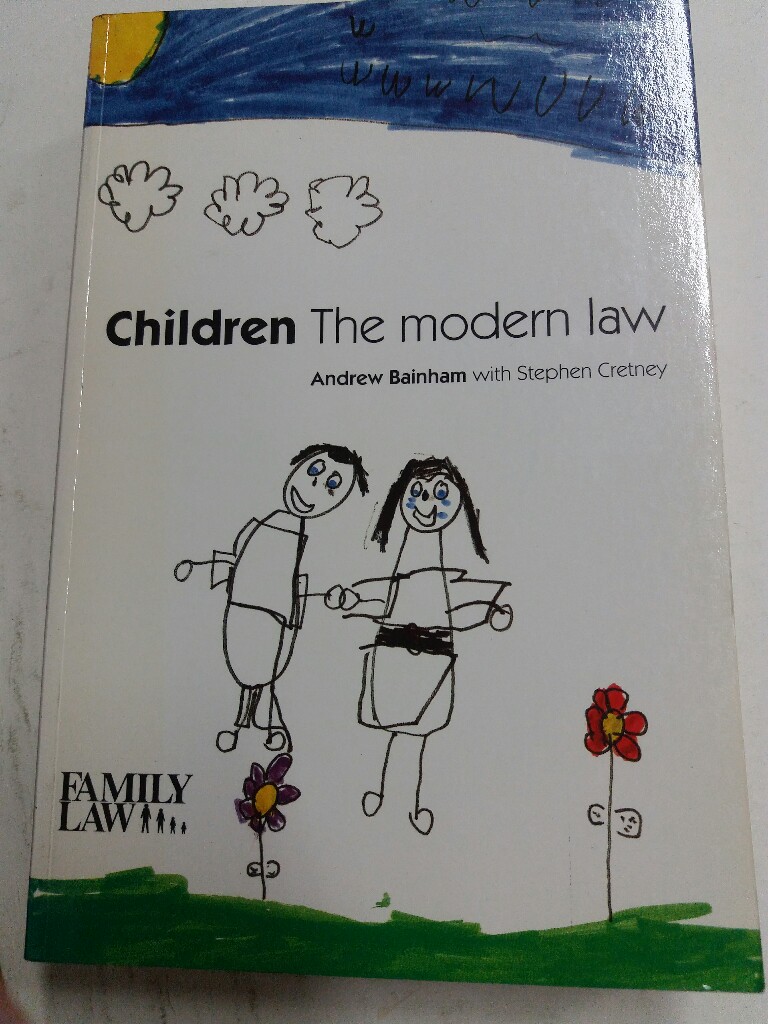 Children The modern law
Andrew Bainham with Stephen Cretney
FAMILY
LAW